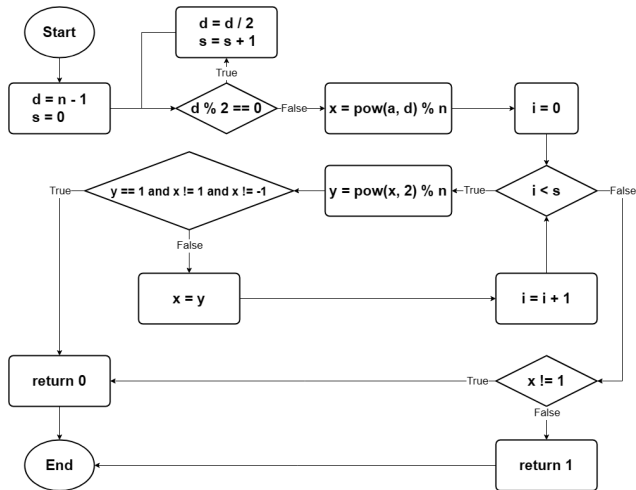 Start
d = d / 2
s = s + 1
True
d = n - 1
s = 0
d % 2 == 0
False
x = pow(a, d) % n
i = 0
True
y == 1 and x != 1 and x != -1
y = pow(x, 2) % n
True
i < s
False
False
x = y
i = i + 1
return 0
True
x != 1
False
End
return 1